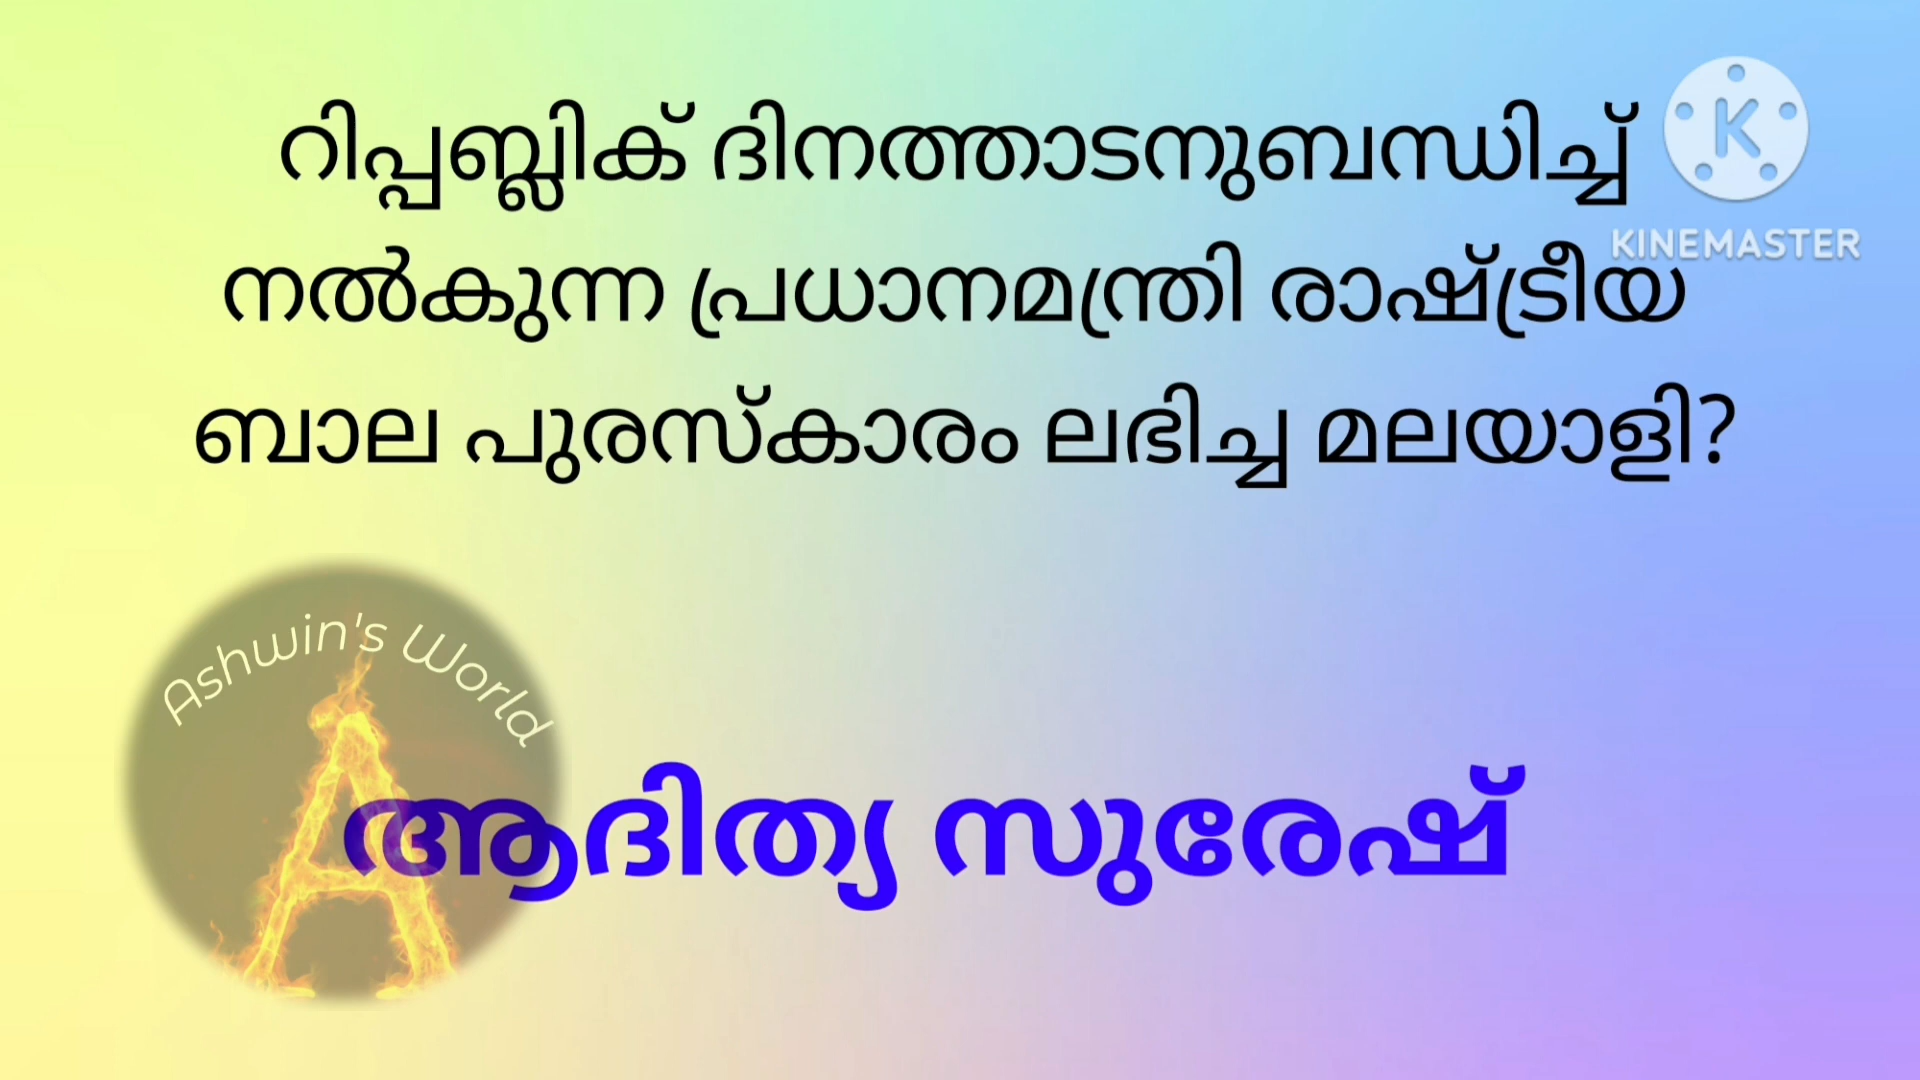 റിപ്പബ്ലിക് ദിനത്താടനുബന്ധിച്ച്
നൽകുന്ന പ്രധാനമന്ത്രി രാഷ്ട്രീയ
ബാല പുരസ്കാരം ലഭിച്ച മലയാളി?
K
KINEMASTER
Ashwin's World
A
ആദിത്യ സുരേഷ്